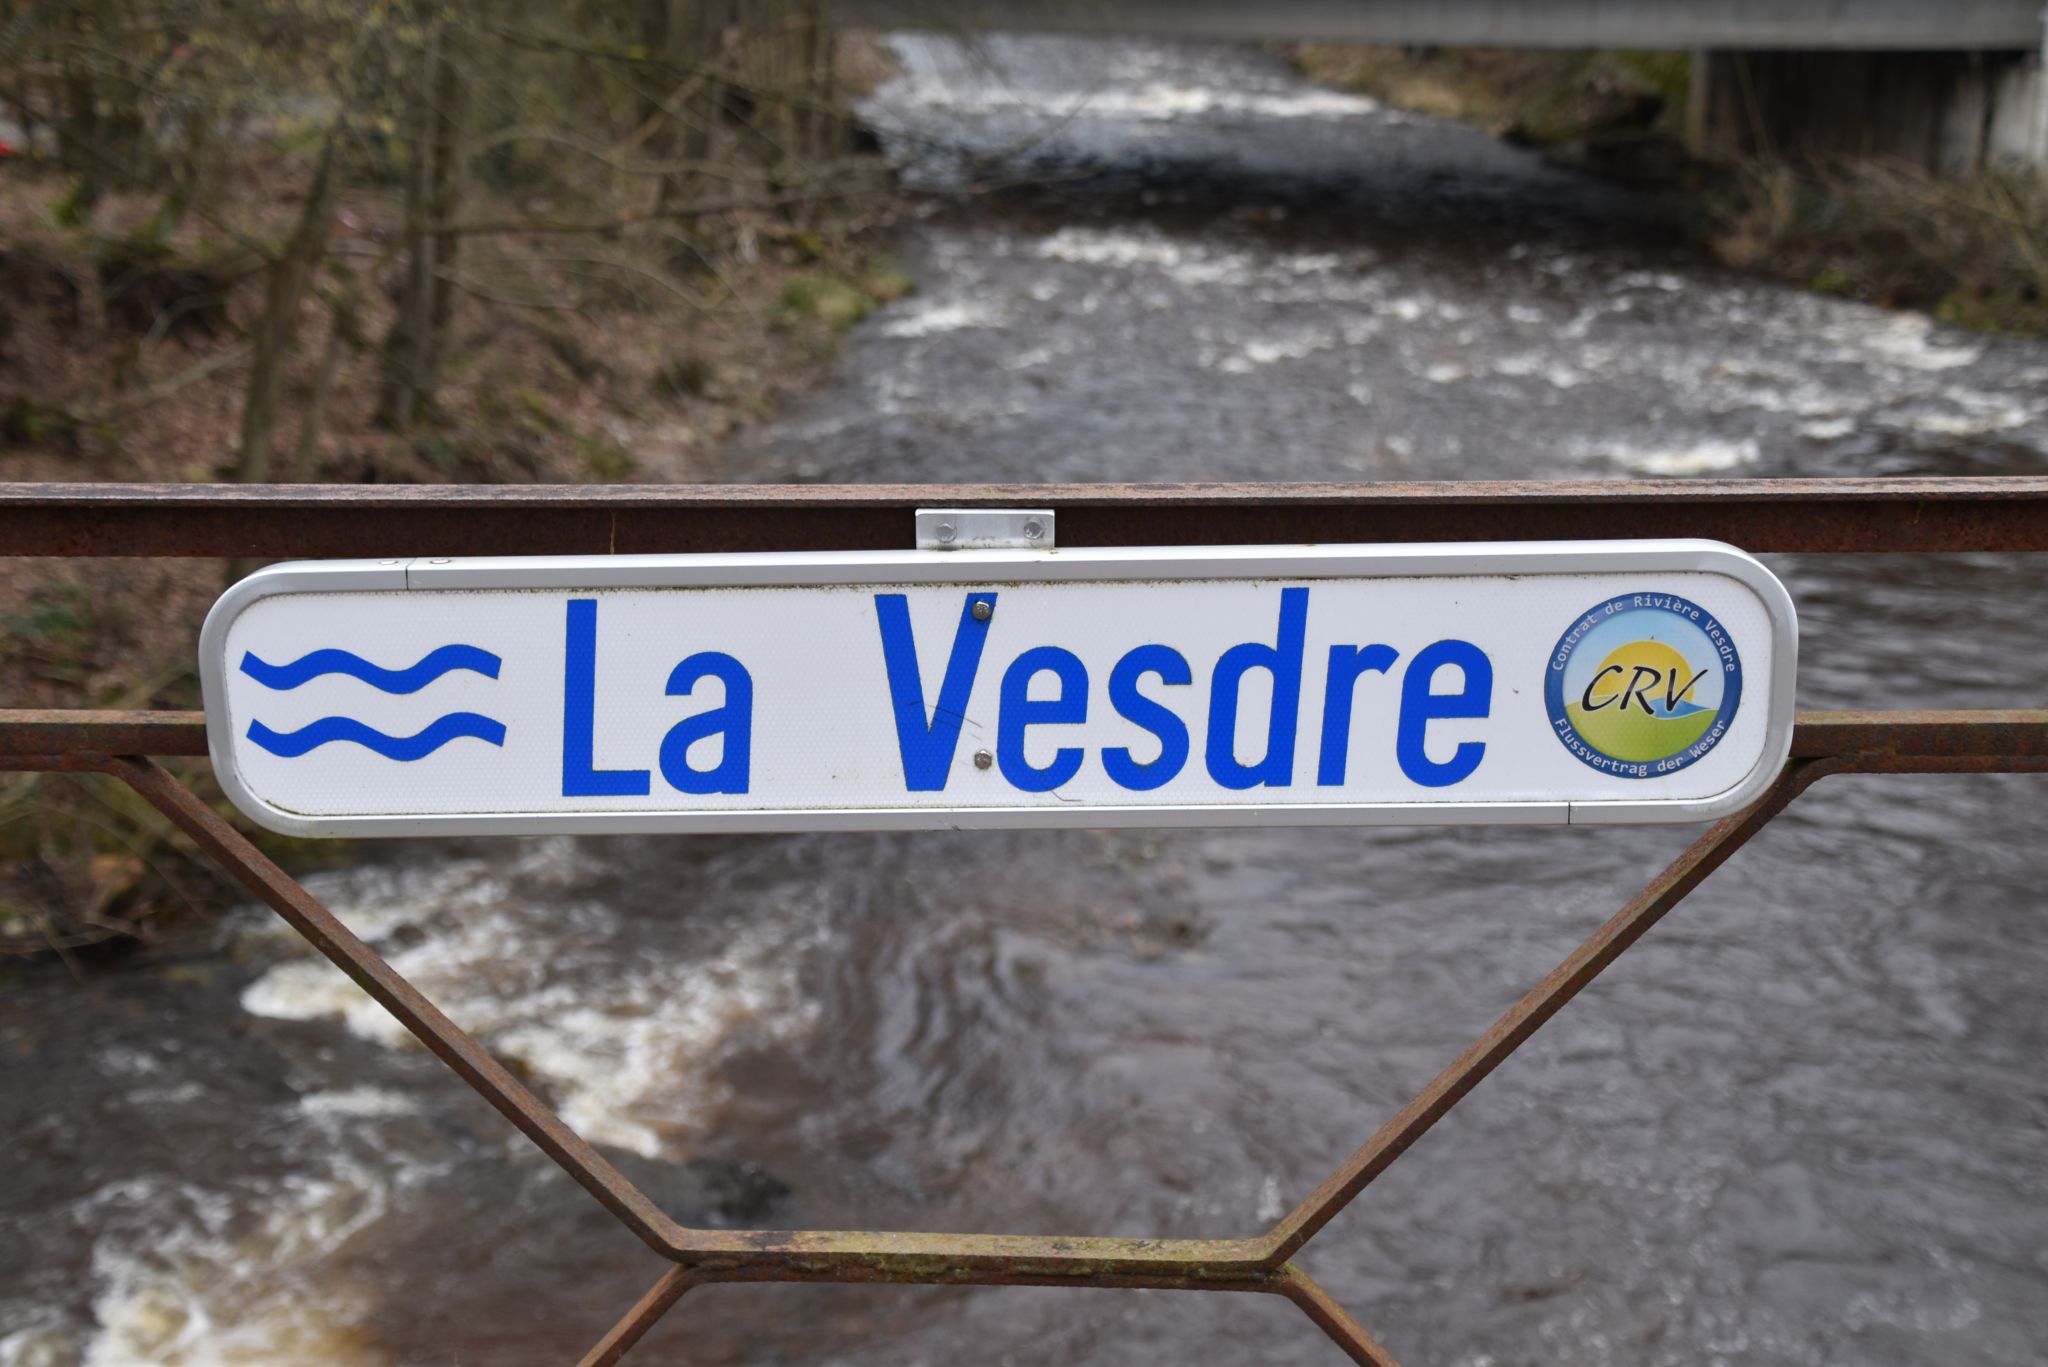 La Vesdre
Contrat de Rivière Vesdre
CRV
Flussvertrag der Weser